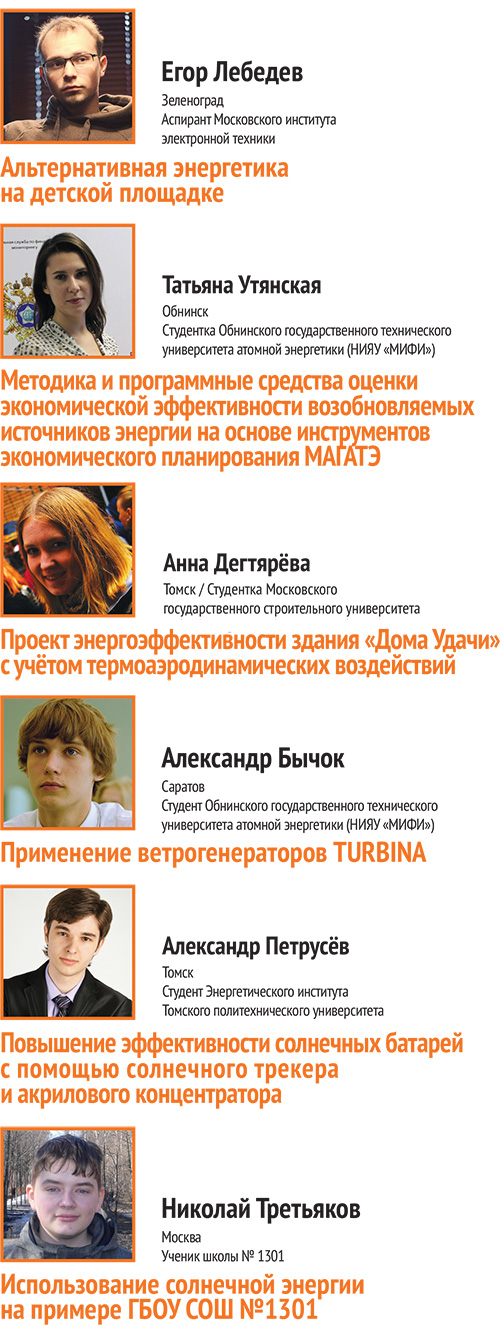 Егор Лебедев
Зеленоград
Аспирант Московского института
электронной техники
Альтернативная энергетика
на детской площадке
Татьяна Утянская
Обнинск
Студентка Обнинского государственного технического
университета атомной энергетики (НИЯУ «МИФИ»)
Методика и программные средства оценки
экономической эффективности возобновляемых
источников энергии на основе инструментов
экономического планирования МАГАТЭ
Анна Дегтярёва
Томск / Студентка Московского
государственного строительного университета
Проект энергоэффективности здания «Дома Удачи»
с учётом термоаэродинамических воздействий
Александр Бычок
Саратов
Студент Обнинского государственного технического
университета атомной энергетики (НИЯУ «МИФИ»)
Применение ветрогенераторов TURBINA
Александр Петрусёв
Томск
Студент Энергетического института
Томского политехнического университета
Повышение эффективности солнечных батарей
с помощью солнечного трекера
и акрилового концентратора
Николай Третьяков
Москва
Ученик школы № 1301
Использование солнечной энергии
на примере ГБОУ СОШ №1301